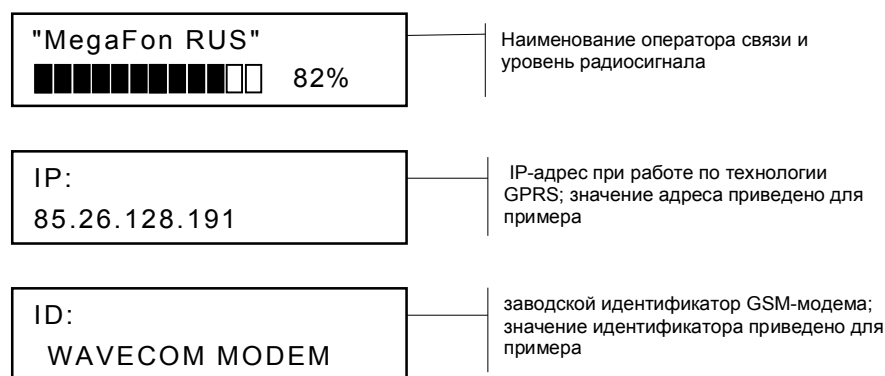 "MegaFon RUS"
82%
Наименование оператора связи и
уровень радиосигнала
IP:
85.26.128.191
IP-адрес при работе по технологии
GPRS; значение адреса приведено для
примера
ID:
WAVECOM MODEM
заводской идентификатор GSM-модема;
значение идентификатора приведено для
примера